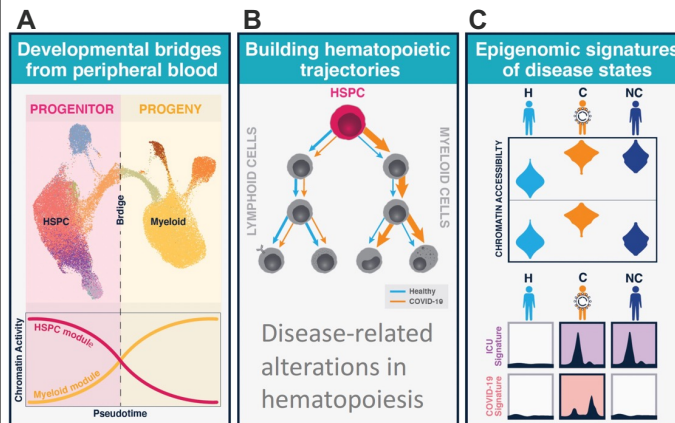 A
Developmental bridges
from peripheral blood
PROGENITOR
PROGENY
HSPC
Brdige
Myeloid
Chromatin Activity
HSPC module
Myeloid module
Pseudotime
B
Building hematopoietic
trajectories
HSPC
LYMPHOID CELLS
MYELOID CELLS
Healthy
COVID-19
Disease-related
alterations in
hematopoiesis
C
Epigenomic signatures
of disease states
H C NC
CHROMATIN ACCESSIBILTY
H C NC
ICU
Signature
COVID-19
Signature